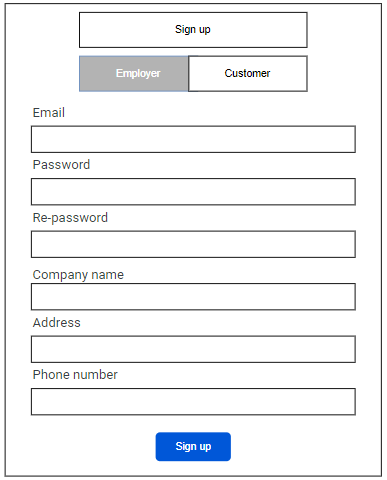 Sign up
Employer Customer
Email
Password
Re-password
Company name
Address
Phone number
Sign up